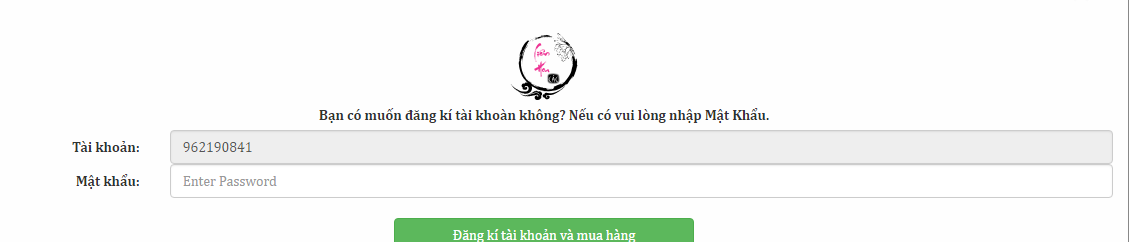 Bạn có muốn đăng kí tài khoàn không? Nếu có vui lòng nhập Mật Khẩu.
Tài khoản:
962190841
Mật khẩu:
Enter Password
Đăng kí tài khoản và mua hàng